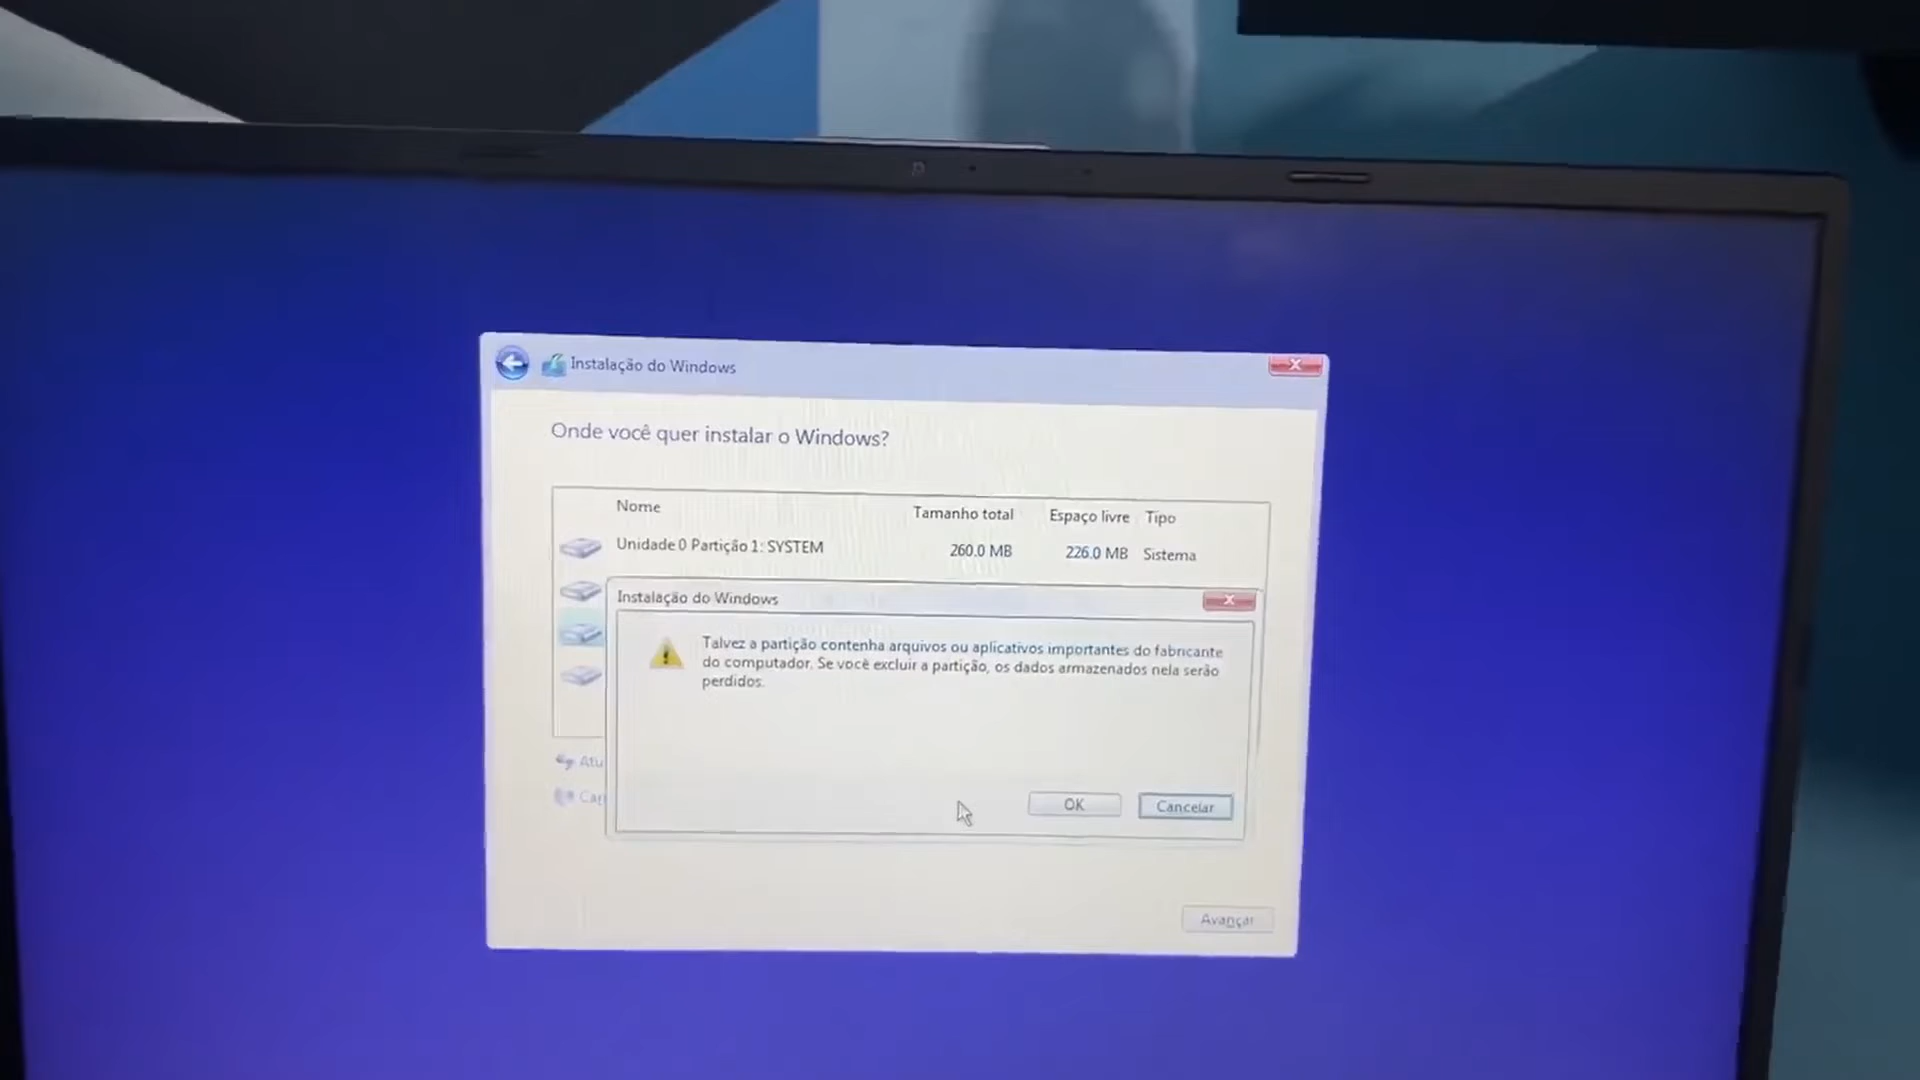 Instalação do Windows
Onde você quer instalar o Windows?
Nome Tamanho total Espaço livre Tipo
Unidade 0 Partição 1: SYSTEM 260.0 MB 226.0 MB Sistema
Instalação do Windows
Talvez a partição contenha arquivos ou aplicativos importantes do fabricante
do computador. Se você excluir a partição, os dados armazenados nela serão
perdidos.
Atu
Car
OK Cancelar
Avançar